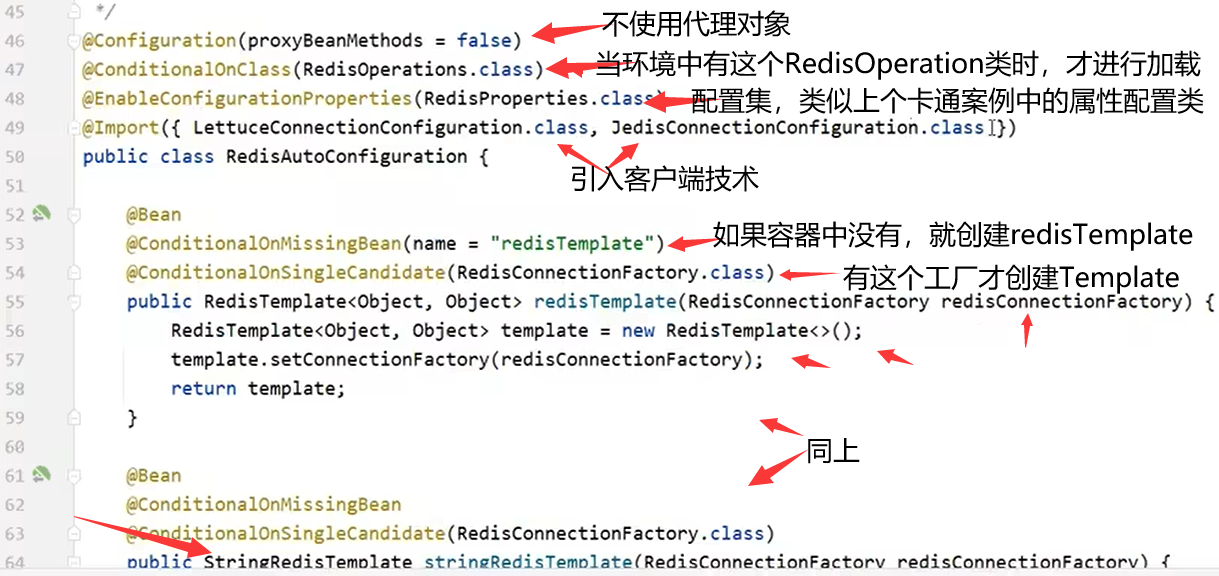 45 */
46 @Configuration(proxyBeanMethods = false) 不使用代理对象
47 @ConditionalOnClass(RedisOperations.class) 当环境中有这个RedisOperation类时，才进行加载
48 @EnableConfigurationProperties(RedisProperties.class) 配置集，类似上个卡通案例中的属性配置类
49 @Import({ LettuceConnectionConfiguration.class, JedisConnectionConfiguration.class })
50 public class RedisAutoConfiguration {
引入客户端技术
51
52 @Bean
53 @ConditionalOnMissingBean(name = "redisTemplate") 如果容器中没有，就创建redisTemplate
54 @ConditionalOnSingleCandidate(RedisConnectionFactory.class) 有这个工厂才创建Template
55 public RedisTemplate<Object, Object> redisTemplate(RedisConnectionFactory redisConnectionFactory) {
56 RedisTemplate<Object, Object> template = new RedisTemplate<>();
57 template.setConnectionFactory(redisConnectionFactory);
58 return template;
59 }
60
同上
61 @Bean
62 @ConditionalOnMissingBean
63 @ConditionalOnSingleCandidate(RedisConnectionFactory.class)
64 public StringRedisTemplate stringRedisTemplate(RedisConnectionFactory redisConnectionFactory) {